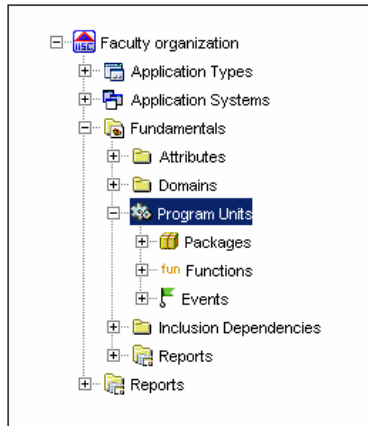 Faculty organization
Application Types
Application Systems
Fundamentals
Attributes
Domains
Program Units
Packages
fun Functions
Events
Inclusion Dependencies
Reports
Reports